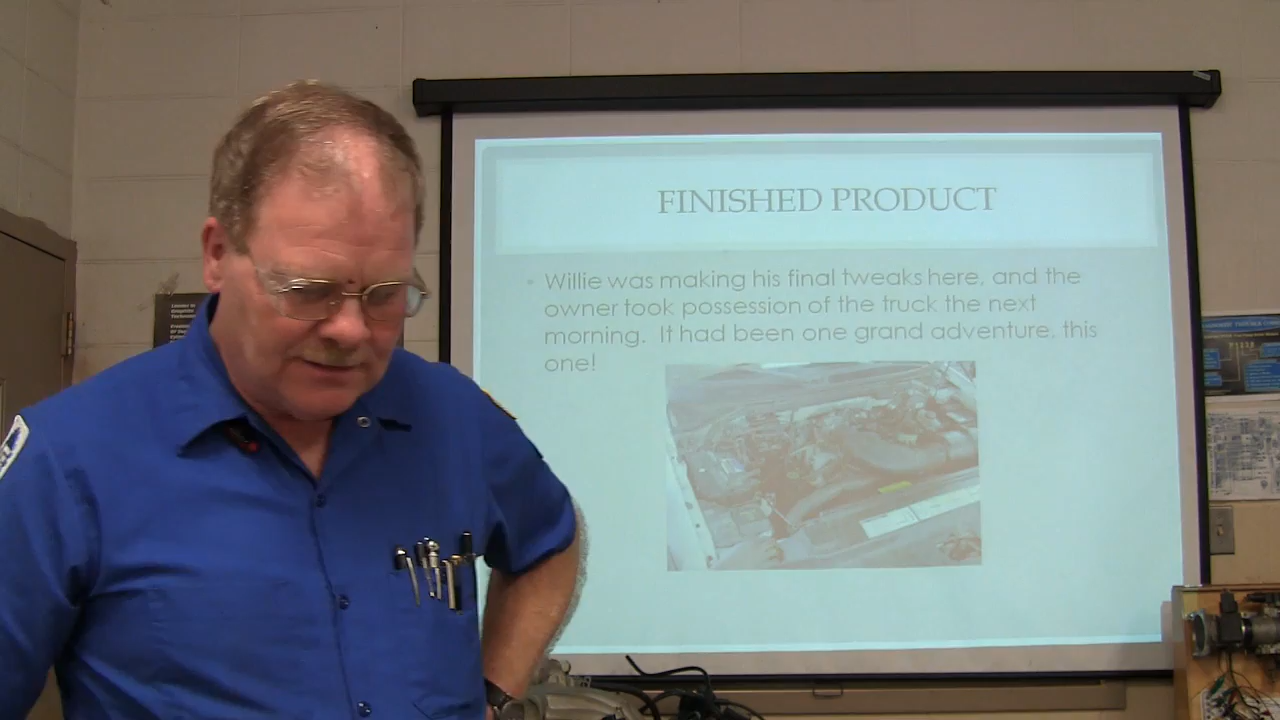 FINISHED PRODUCT
Willie was making his final tweaks here, and the
owner took possession of the truck the next
morning. It had been one grand adventure, this
one!